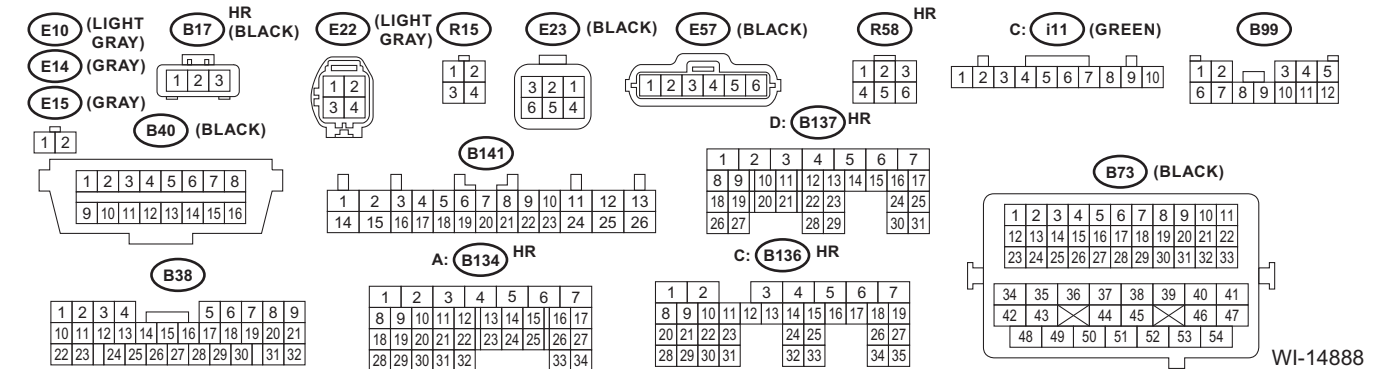 E10 (LIGHT GRAY)
B17 HR (BLACK)
E22 (LIGHT GRAY)
R15
E23 (BLACK)
E57 (BLACK)
R58 HR
C: i11 (GREEN)
B99
E14 (GRAY)
E15 (GRAY)
1 2
1 2 3
1 2
3 4
1 2
3 4
3 2 1
6 5 4
1 2 3 4 5 6
1 2 3
4 5 6
1 2 3 4 5 6 7 8 9 10
1 2 3 4 5
6 7 8 9 10 11 12
B40 (BLACK)
1 2 3 4 5 6 7 8
9 10 11 12 13 14 15 16
B141
1 2 3 4 5 6 7 8 9 10 11 12 13
14 15 16 17 18 19 20 21 22 23 24 25 26
D: B137 HR
1 2 3 4 5 6 7
8 9 10 11 12 13 14 15 16 17
18 19 20 21 22 23 24 25
26 27 28 29 30 31
B73 (BLACK)
1 2 3 4 5 6 7 8 9 10 11
12 13 14 15 16 17 18 19 20 21 22
23 24 25 26 27 28 29 30 31 32 33
34 35 36 37 38 39 40 41
42 43 44 45 46 47
48 49 50 51 52 53 54
B38
1 2 3 4 5 6 7 8 9
10 11 12 13 14 15 16 17 18 19 20 21
22 23 24 25 26 27 28 29 30 31 32
A: B134 HR
1 2 3 4 5 6 7
8 9 10 11 12 13 14 15 16 17
18 19 20 21 22 23 24 25 26 27
28 29 30 31 32 33 34
C: B136 HR
1 2 3 4 5 6 7
8 9 10 11 12 13 14 15 16 17 18 19
20 21 22 23 24 25 26 27
28 29 30 31 32 33 34 35
WI-14888